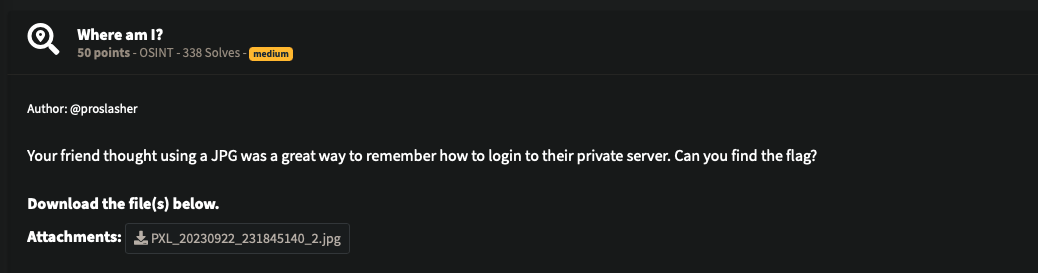 Where am I?
50 points - OSINT - 338 Solves - medium
Author: @proslasher
Your friend thought using a JPG was a great way to remember how to login to their private server. Can you find the flag?
Download the file(s) below.
Attachments: PXL_20230922_231845140_2.jpg